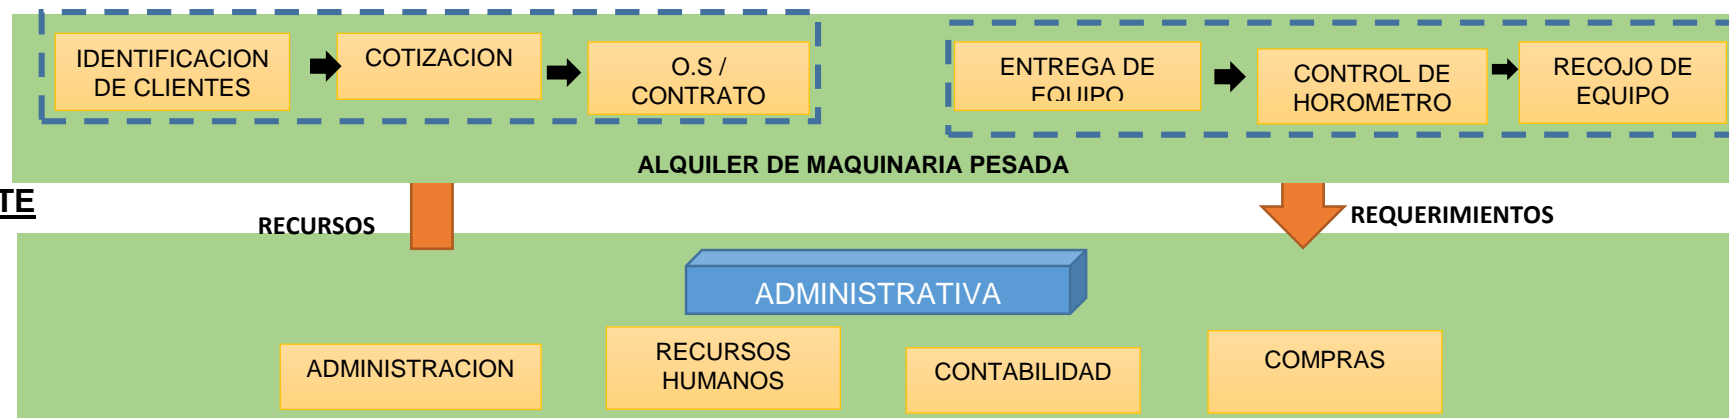 IDENTIFICACION
DE CLIENTES
COTIZACION
O.S /
CONTRATO
ENTREGA DE
EQUIPO
CONTROL DE
HOROMETRO
RECOJO DE
EQUIPO
ALQUILER DE MAQUINARIA PESADA
TE
RECURSOS
REQUERIMIENTOS
ADMINISTRATIVA
ADMINISTRACION
RECURSOS
HUMANOS
CONTABILIDAD
COMPRAS